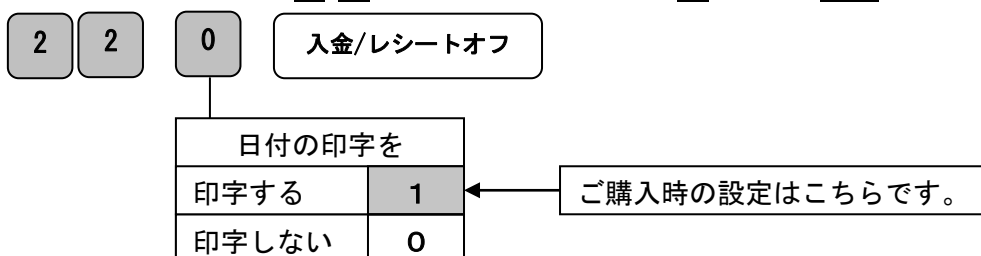 2 2 0 入金/レシートオフ
日付の印字を
印字する 1 ご購入時の設定はこちらです。
印字しない 0